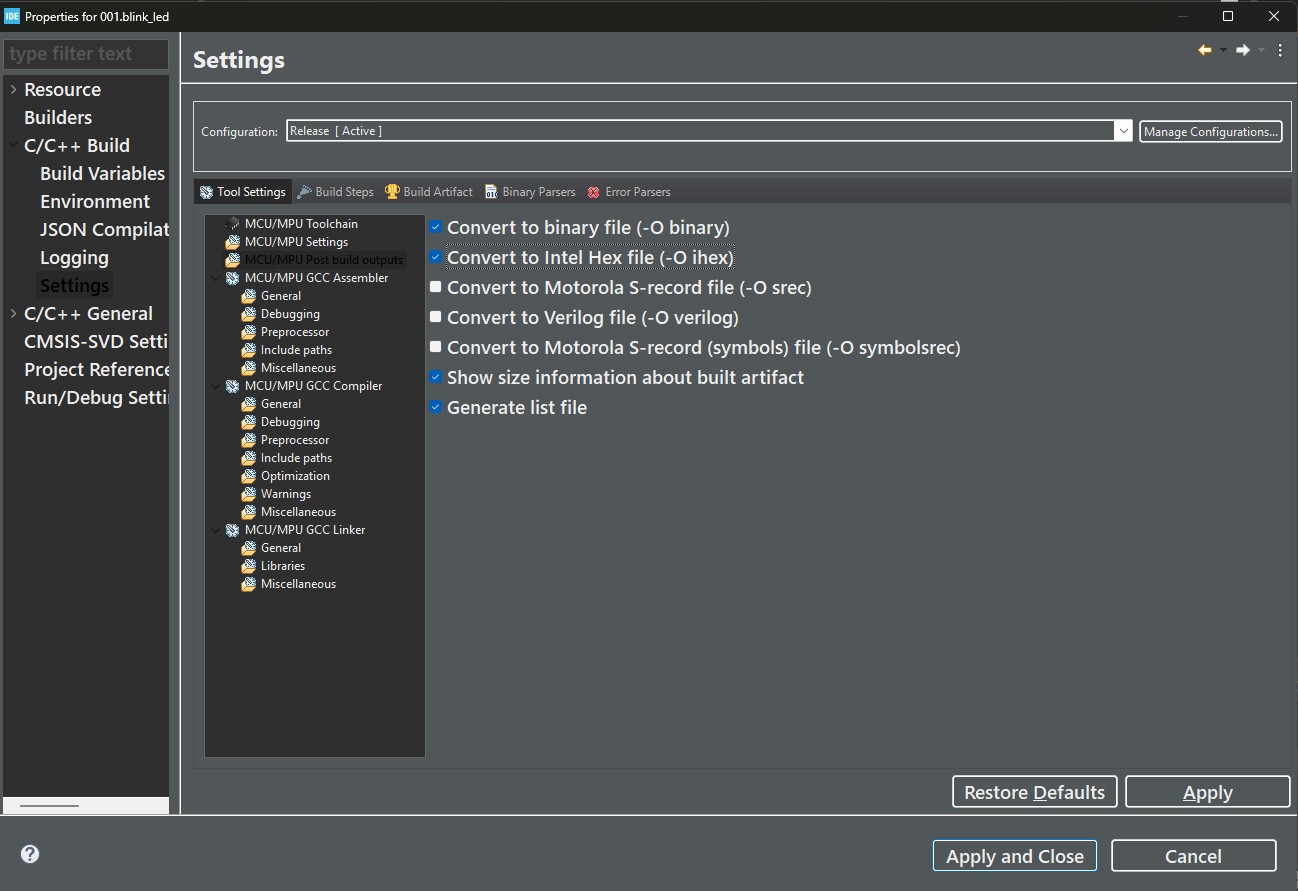 IDE Properties for 001.blink_led
type filter text
Resource
Builders
C/C++ Build
Build Variables
Environment
JSON Compilat
Logging
Settings
C/C++ General
CMSIS-SVD Setti
Project Reference
Run/Debug Setti
Settings
Configuration: Release [ Active ] Manage Configurations...
Tool Settings Build Steps Build Artifact Binary Parsers Error Parsers
MCU/MPU Toolchain
MCU/MPU Settings
MCU/MPU Post build outputs
MCU/MPU GCC Assembler
General
Debugging
Preprocessor
Include paths
Miscellaneous
MCU/MPU GCC Compiler
General
Debugging
Preprocessor
Include paths
Optimization
Warnings
Miscellaneous
MCU/MPU GCC Linker
General
Libraries
Miscellaneous
Convert to binary file (-O binary)
Convert to Intel Hex file (-O ihex)
Convert to Motorola S-record file (-O srec)
Convert to Verilog file (-O verilog)
Convert to Motorola S-record (symbols) file (-O symbolsrec)
Show size information about built artifact
Generate list file
Restore Defaults Apply
? Apply and Close Cancel